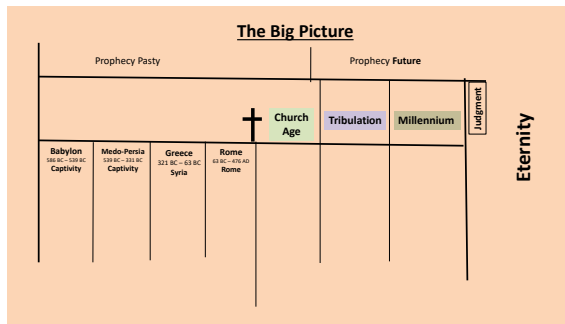 The Big Picture
Prophecy Pasty
Prophecy Future
Church
Age
Tribulation
Millennium
Judgment
Eternity
Babylon
586 BC – 539 BC
Captivity
Medo-Persia
539 BC – 331 BC
Captivity
Greece
321 BC – 63 BC
Syria
Rome
63 BC – 476 AD
Rome